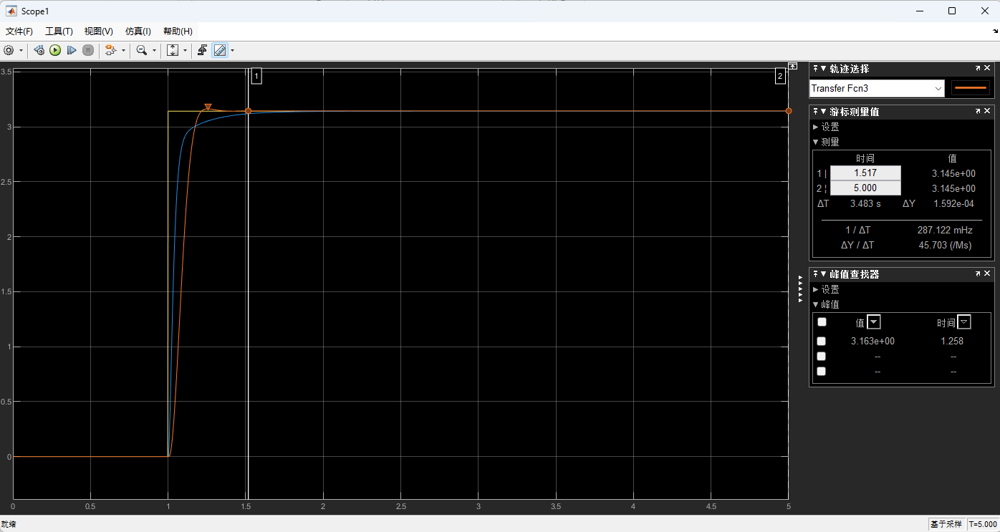 Scope1
文件(F) 工具(T) 视图(V) 仿真(I) 帮助(H)
3.5
3
2.5
2
1.5
1
0.5
0
0 0.5 1 1.5 2 2.5 3 3.5 4 4.5 5
1
2
轨迹选择
Transfer Fcn3
游标测量值
设置
测量
时间 值
1 | 1.517 3.145e+00
2 ¦ 5.000 3.145e+00
ΔT 3.483 s ΔY 1.592e-04
1 / ΔT 287.122 mHz
ΔY / ΔT 45.703 (/Ms)
峰值查找器
设置
峰值
值 时间
3.163e+00 1.258
-- --
-- --
就绪
基于采样 T=5.000